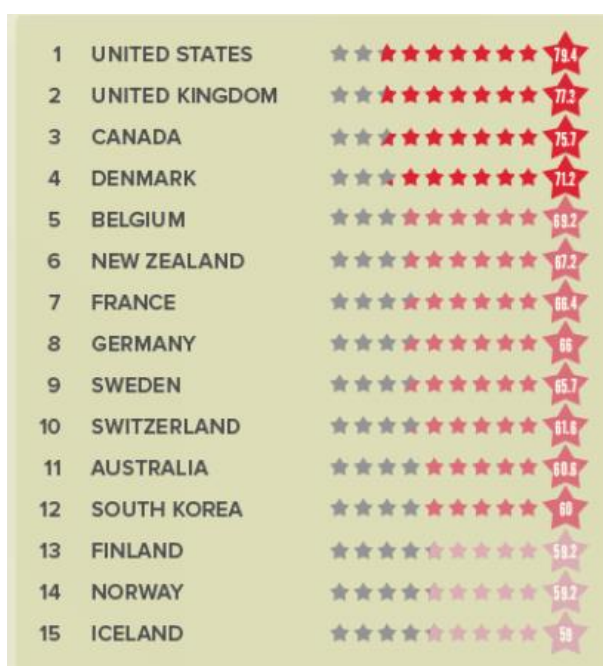 1 UNITED STATES 79.4
2 UNITED KINGDOM 77.3
3 CANADA 75.7
4 DENMARK 71.2
5 BELGIUM 69.2
6 NEW ZEALAND 67.2
7 FRANCE 66.4
8 GERMANY 66
9 SWEDEN 65.7
10 SWITZERLAND 61.6
11 AUSTRALIA 60.6
12 SOUTH KOREA 60
13 FINLAND 59.2
14 NORWAY 59.2
15 ICELAND 59